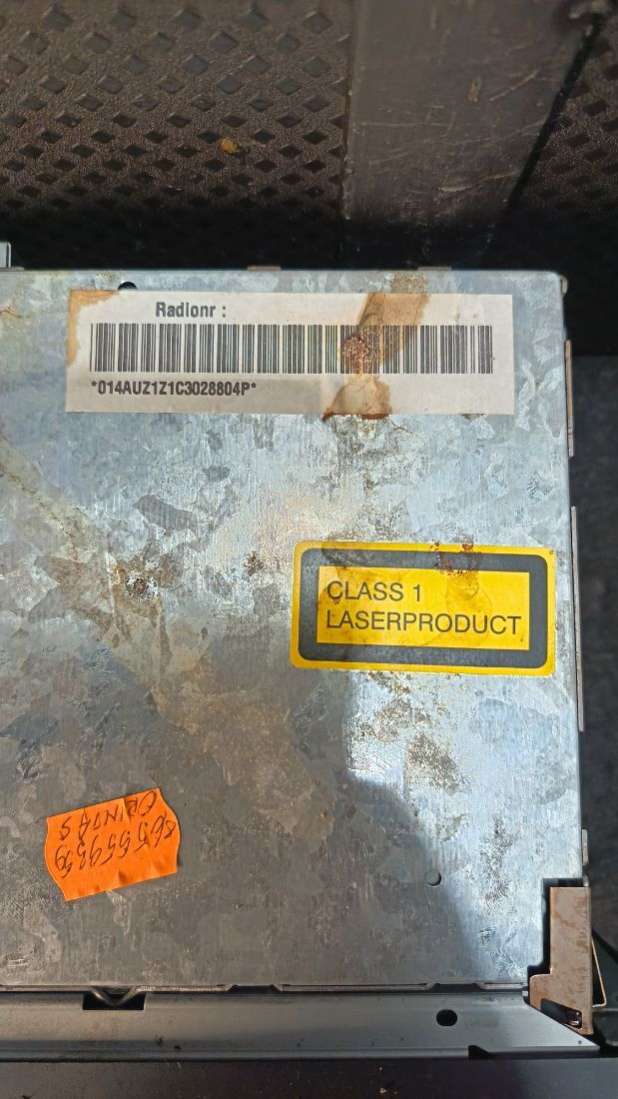 Radionr :
*014AUZ1Z1C3028804P*
CLASS 1
LASERPRODUCT